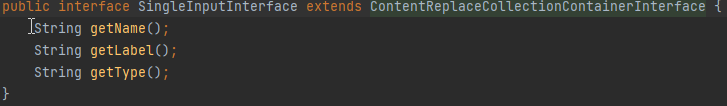 public interface SingleInputInterface extends ContentReplaceCollectionContainerInterface {
    String getName();
    String getLabel();
    String getType();
}